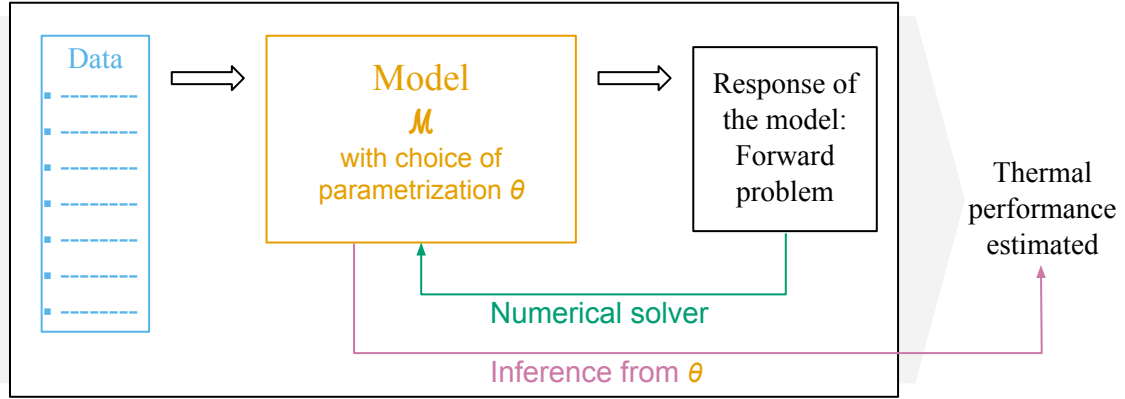 Data
Model
ℳ
with choice of
parametrization θ
Response of
the model:
Forward
problem
Thermal
performance
estimated
Numerical solver
Inference from θ